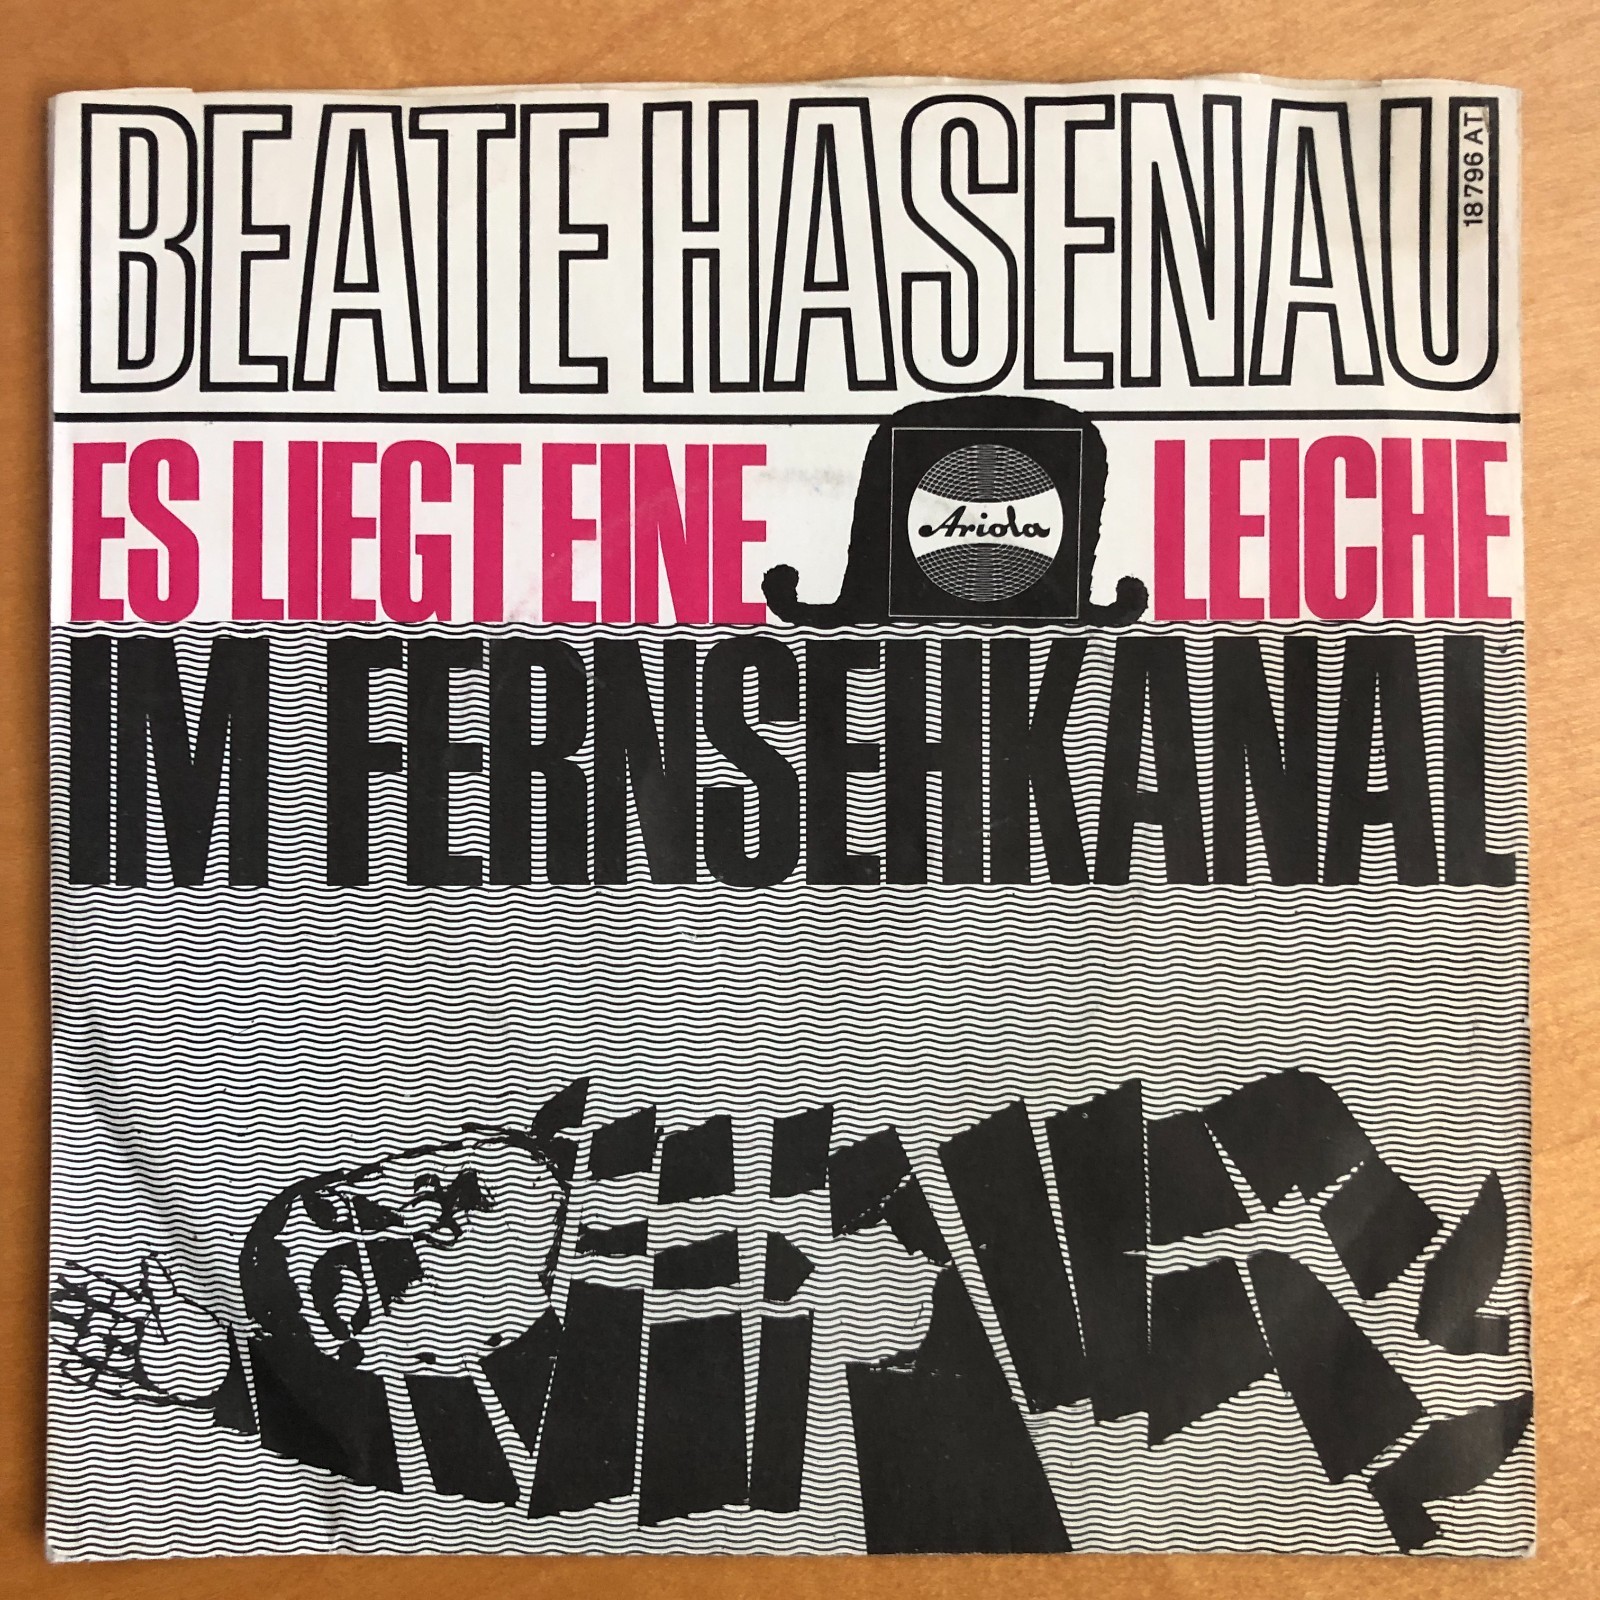 BEATE HASENAU
18 796 AT
ES LIEGT EINE LEICHE
Ariola
IM FERNSEHKANAL